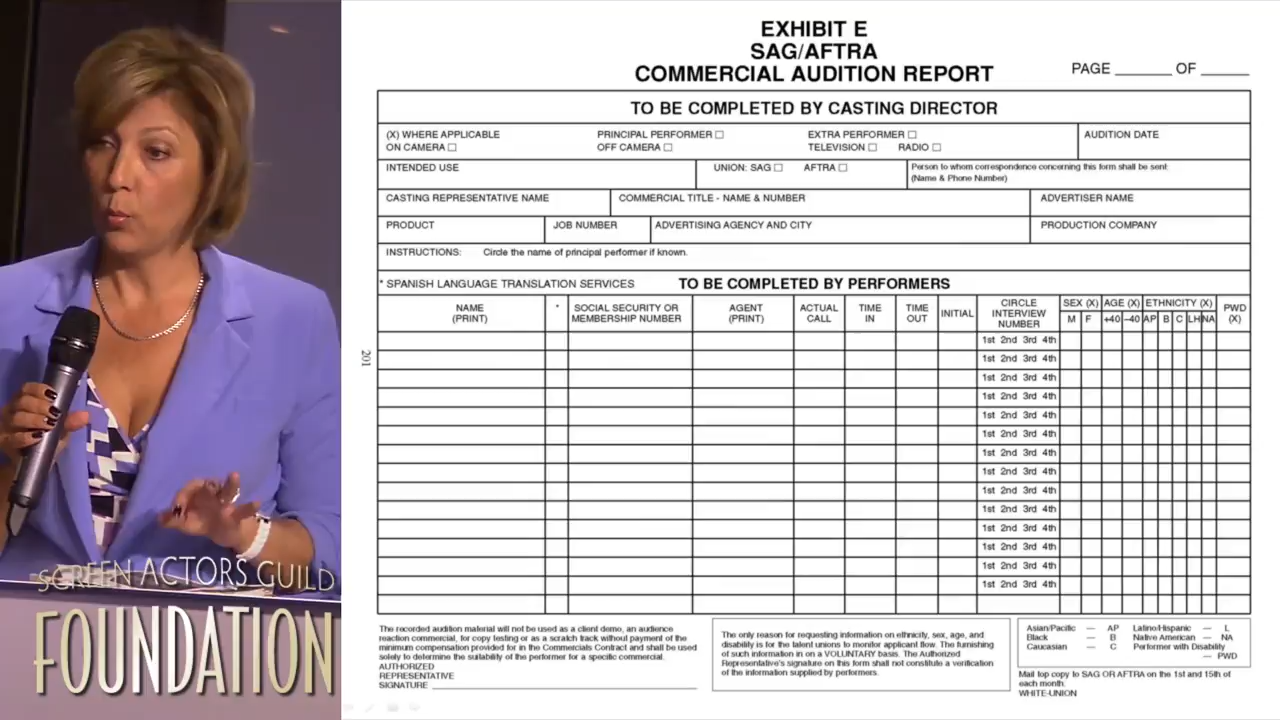 EXHIBIT E
SAG/AFTRA
COMMERCIAL AUDITION REPORT
PAGE _______ OF ______
TO BE COMPLETED BY CASTING DIRECTOR
(X) WHERE APPLICABLE PRINCIPAL PERFORMER ☐ EXTRA PERFORMER ☐ AUDITION DATE
ON CAMERA ☐ OFF CAMERA ☐ TELEVISION ☐ RADIO ☐
INTENDED USE UNION: SAG ☐ AFTRA ☐ Person to whom correspondence concerning this form shall be sent:
(Name & Phone Number)
CASTING REPRESENTATIVE NAME COMMERCIAL TITLE - NAME & NUMBER ADVERTISER NAME
PRODUCT JOB NUMBER ADVERTISING AGENCY AND CITY PRODUCTION COMPANY
INSTRUCTIONS: Circle the name of principal performer if known.
* SPANISH LANGUAGE TRANSLATION SERVICES TO BE COMPLETED BY PERFORMERS
NAME * SOCIAL SECURITY OR AGENT ACTUAL TIME TIME INITIAL CIRCLE SEX (X) AGE (X) ETHNICITY (X) PWD
(PRINT) MEMBERSHIP NUMBER (PRINT) CALL IN OUT INTERVIEW NUMBER M F +40 –40 AP B C LH NA (X)
1st 2nd 3rd 4th
1st 2nd 3rd 4th
1st 2nd 3rd 4th
1st 2nd 3rd 4th
1st 2nd 3rd 4th
1st 2nd 3rd 4th
1st 2nd 3rd 4th
1st 2nd 3rd 4th
1st 2nd 3rd 4th
1st 2nd 3rd 4th
1st 2nd 3rd 4th
1st 2nd 3rd 4th
1st 2nd 3rd 4th
1st 2nd 3rd 4th
201
The recorded audition material will not be used as a client demo, an audience
reaction commercial, for copy testing or as a scratch track without payment of the
minimum compensation provided for in the Commercials Contract and shall be used
solely to determine the suitability of the performer for a specific commercial.
AUTHORIZED
REPRESENTATIVE
SIGNATURE
The only reason for requesting information on ethnicity, sex, age, and
disability is for the talent unions to monitor applicant flow. The furnishing
of such information in on a VOLUNTARY basis. The Authorized
Representative's signature on this form shall not constitute a verification
of the information supplied by performers.
Asian/Pacific — AP Latino/Hispanic — L
Black — B Native American — NA
Caucasian — C Performer with Disability
— PWD
Mail top copy to SAG OR AFTRA on the 1st and 15th of
each month.
WHITE-UNION
SCREEN ACTORS GUILD
FOUNDATION